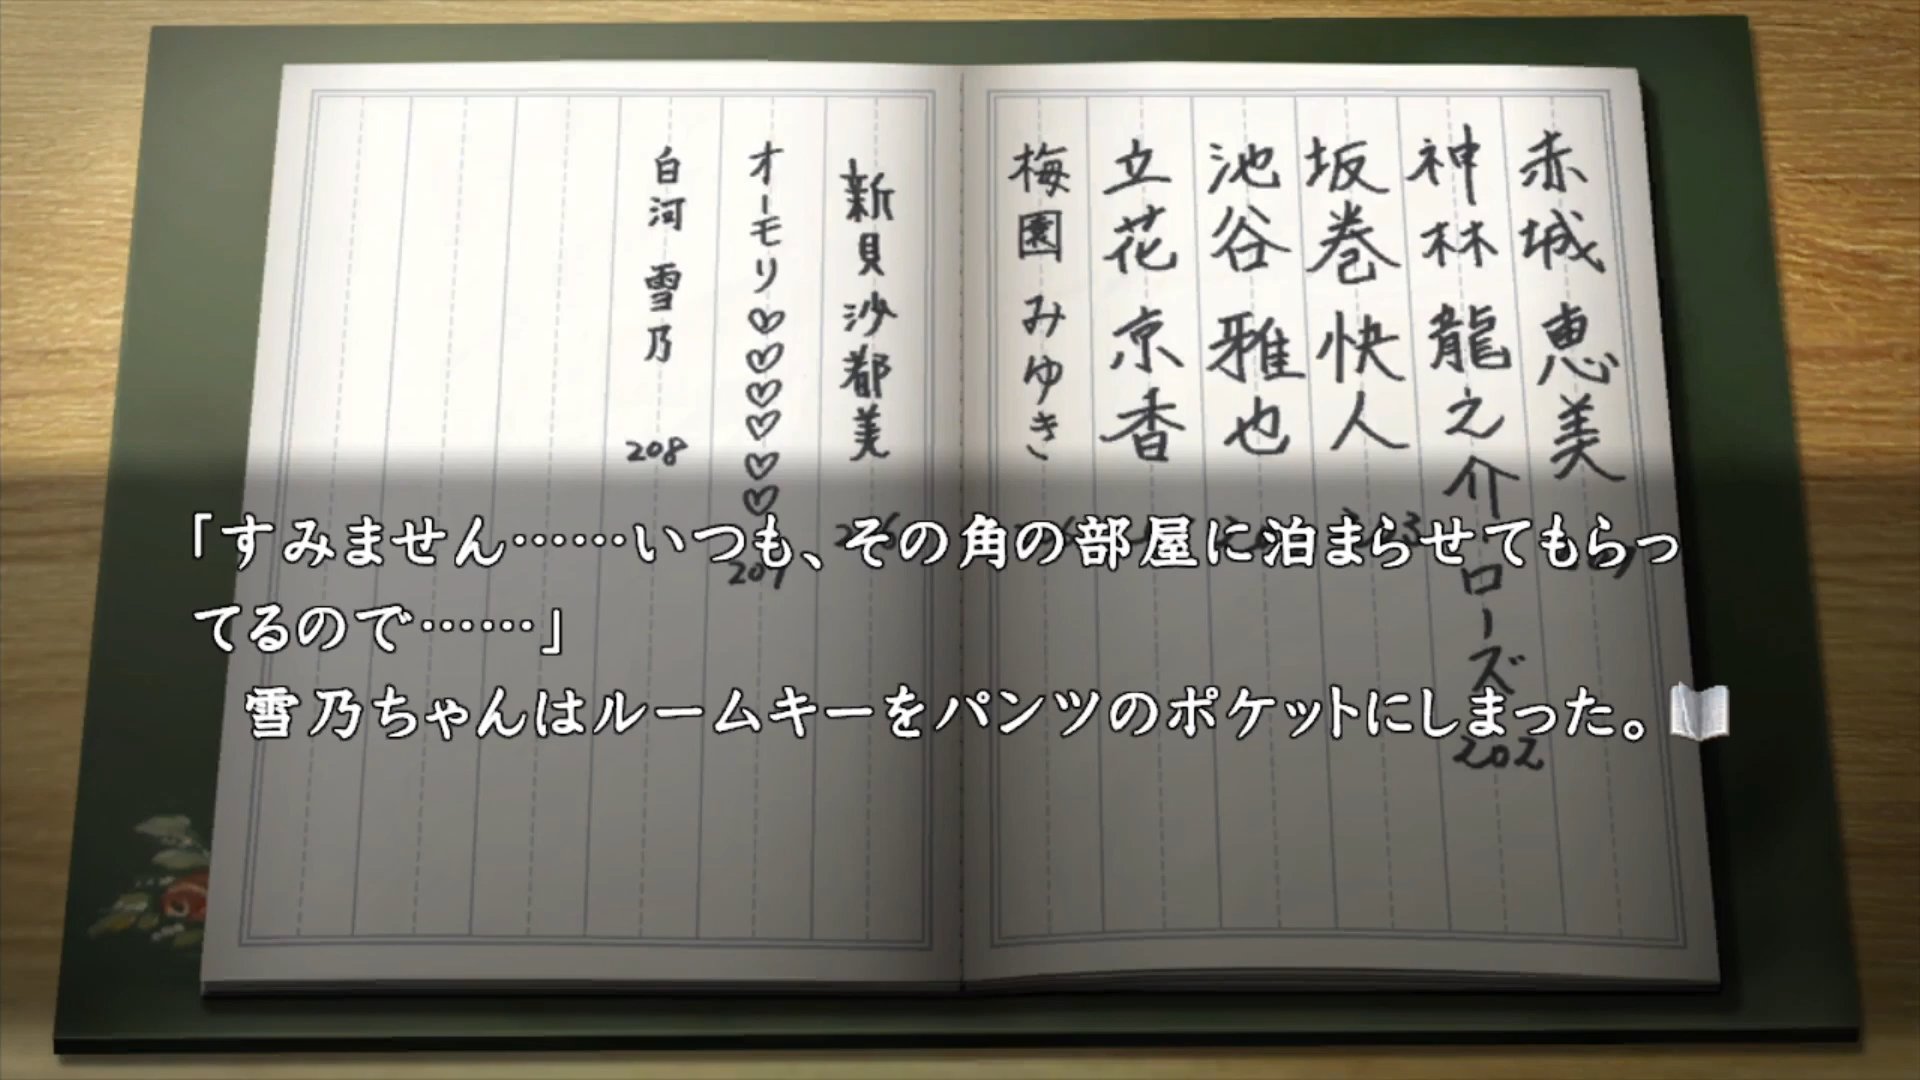 赤城 恵美
神林 龍之介 ローズ 202
坂巻 快人
池谷 雅也
立花 京香
梅園 みゆき
新貝 沙都美
オーモリ♡♡♡♡♡♡
白河 雪乃 208
「すみません……いつも、その角の部屋に泊まらせてもらっ
てるので……」
雪乃ちゃんはルームキーをパンツのポケットにしまった。